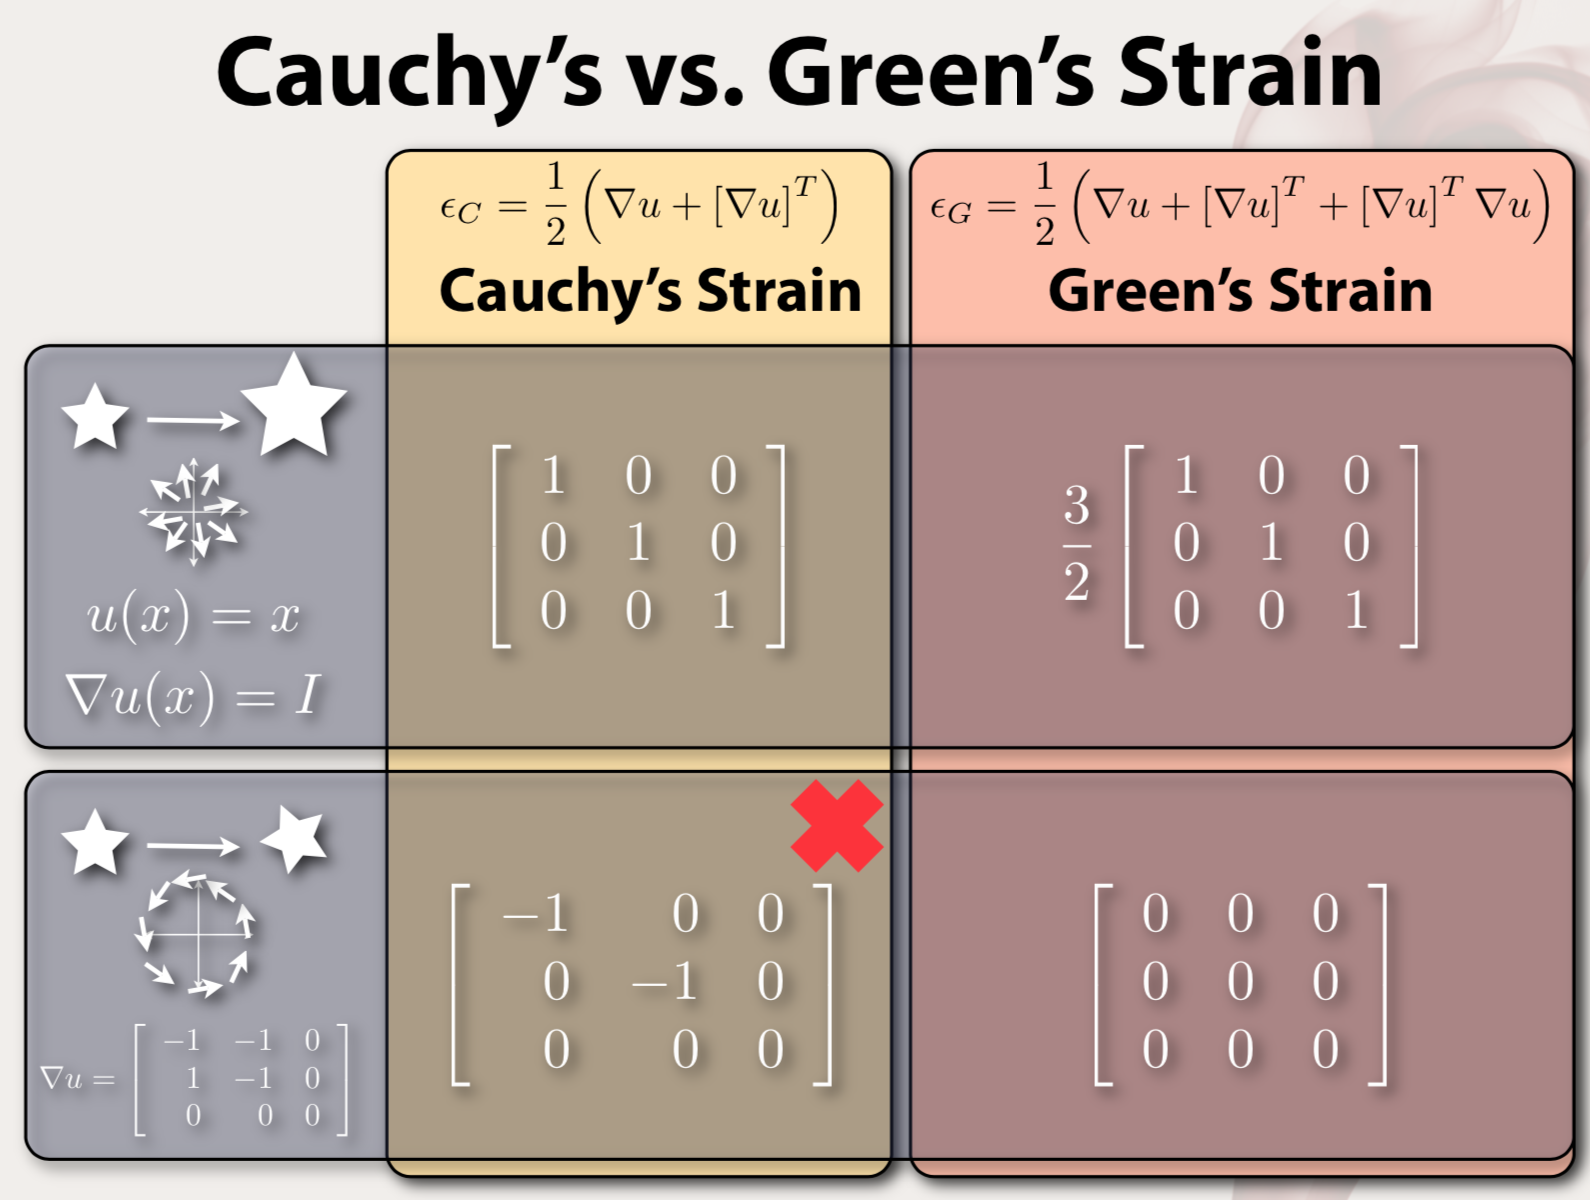 Cauchy's vs. Green's Strain
ϵ_C = 1/2 (∇u + [∇u]^T)
ϵ_G = 1/2 (∇u + [∇u]^T + [∇u]^T ∇u)
Cauchy's Strain
Green's Strain
u(x) = x
∇u(x) = I
[ 1 0 0
0 1 0
0 0 1 ]
3/2 [ 1 0 0
0 1 0
0 0 1 ]
∇u = [ −1 −1 0
1 −1 0
0 0 0 ]
[ −1 0 0
0 −1 0
0 0 0 ]
[ 0 0 0
0 0 0
0 0 0 ]